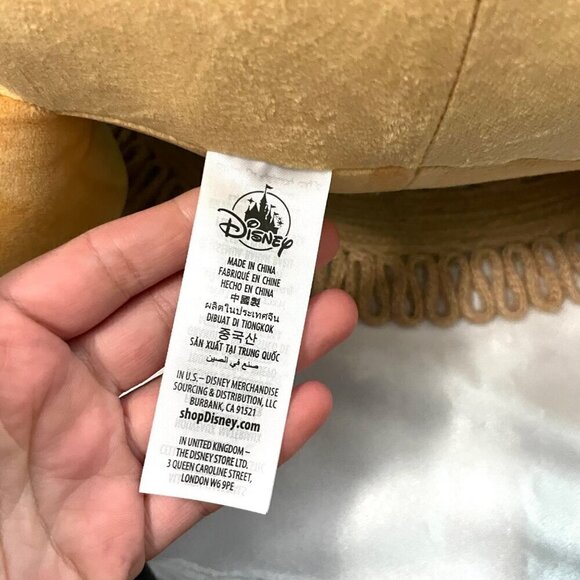 Disney
MADE IN CHINA
FABRIQUÉ EN CHINE
HECHO EN CHINA
中國製
ผลิตในประเทศจีน
DIBUAT DI TIONGKOK
중국산
SẢN XUẤT TẠI TRUNG QUỐC
صنع في الصين
IN U.S. – DISNEY MERCHANDISE
SOURCING & DISTRIBUTION, LLC
BURBANK, CA 91521
shopDisney.com
IN UNITED KINGDOM –
THE DISNEY STORE LTD.
3 QUEEN CAROLINE STREET,
LONDON W6 9PE